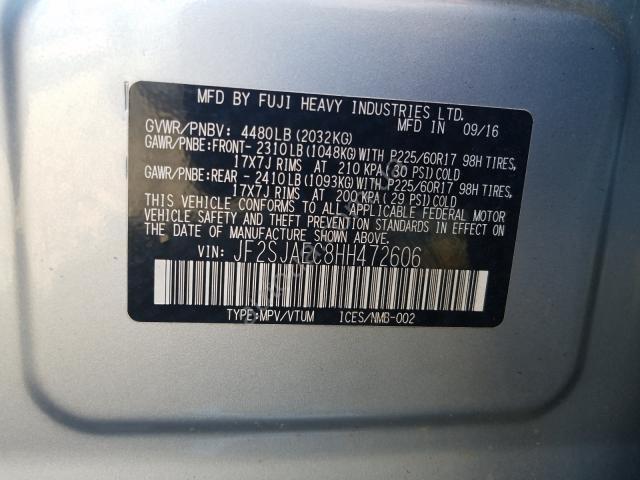 MFD BY FUJI HEAVY INDUSTRIES LTD.
MFD IN 09/16
GVWR/PNBV: 4480LB(2032KG)
GAWR/PNBE:FRONT- 2310LB(1048KG)WITH P225/60R17 98H TIRES,
17X7J RIMS AT 210 KPA(30 PSI)COLD
GAWR/PNBE:REAR - 2410LB(1093KG)WITH P225/60R17 98H TIRES,
17X7J RIMS AT 200 KPA(29 PSI)COLD
THIS VEHICLE CONFORMS TO ALL APPLICABLE FEDERAL MOTOR
VEHICLE SAFETY AND THEFT PREVENTION STANDARDS IN EFFECT ON
THE DATE OF MANUFACTURE SHOWN ABOVE.
VIN: JF2SJAEC8HH472606
TYPE:MPV/VTUM ICES/NMB-002